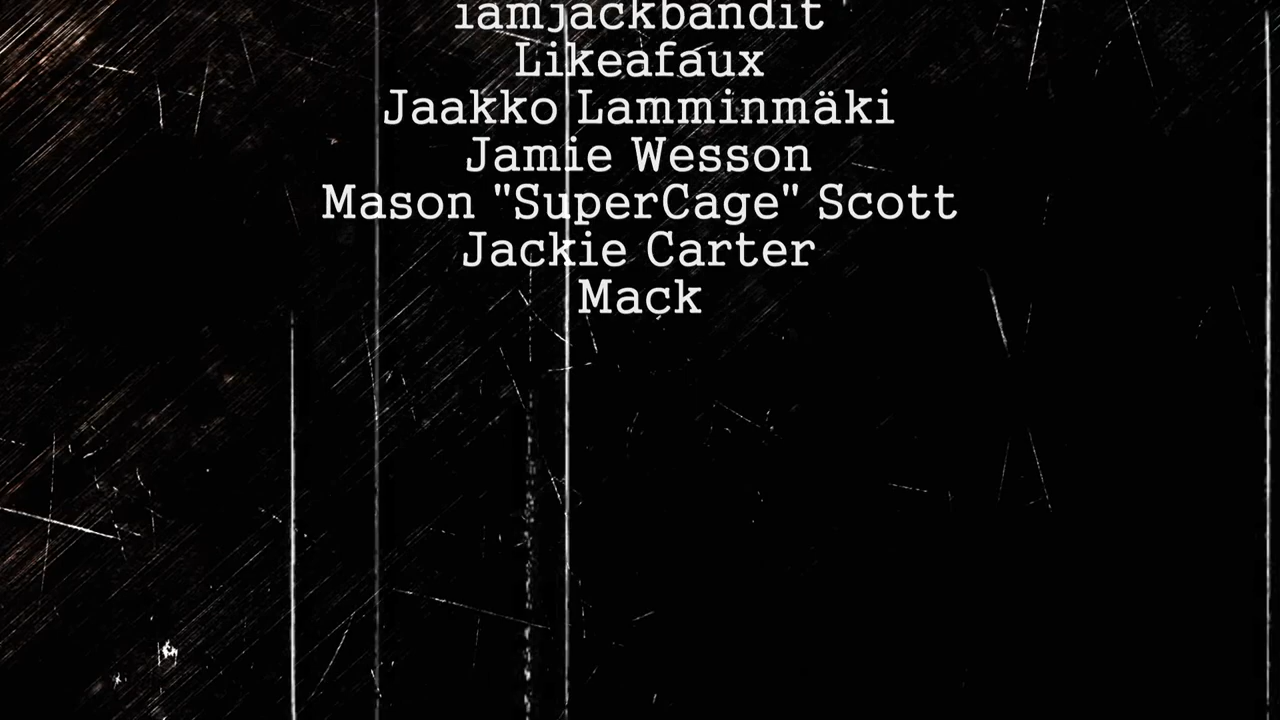 iamjackbandit
Likeafaux
Jaakko Lamminmäki
Jamie Wesson
Mason "SuperCage" Scott
Jackie Carter
Mack